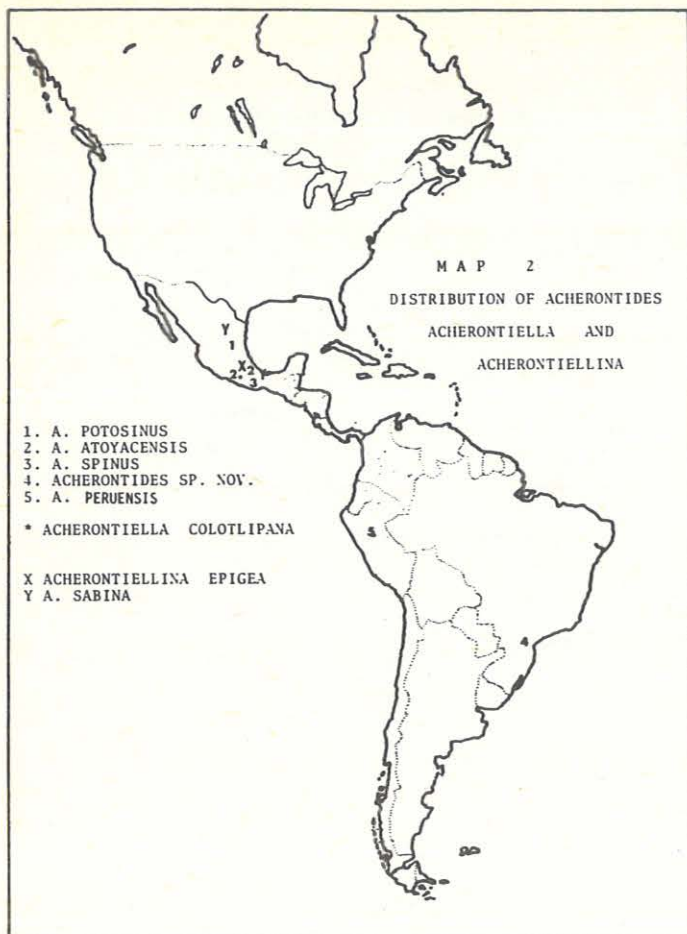 MAP 2
DISTRIBUTION OF ACHERONTIDES
ACHERONTIELLA AND
ACHERONTIELLINA
Y
1
X 2
2 *
3
1. A. POTOSINUS
2. A. ATOYACENSIS
3. A. SPINUS
4. ACHERONTIDES SP. NOV.
5. A. PERUENSIS
* ACHERONTIELLA COLOTLIPANA
X ACHERONTIELLINA EPIGEA
Y A. SABINA
5
4